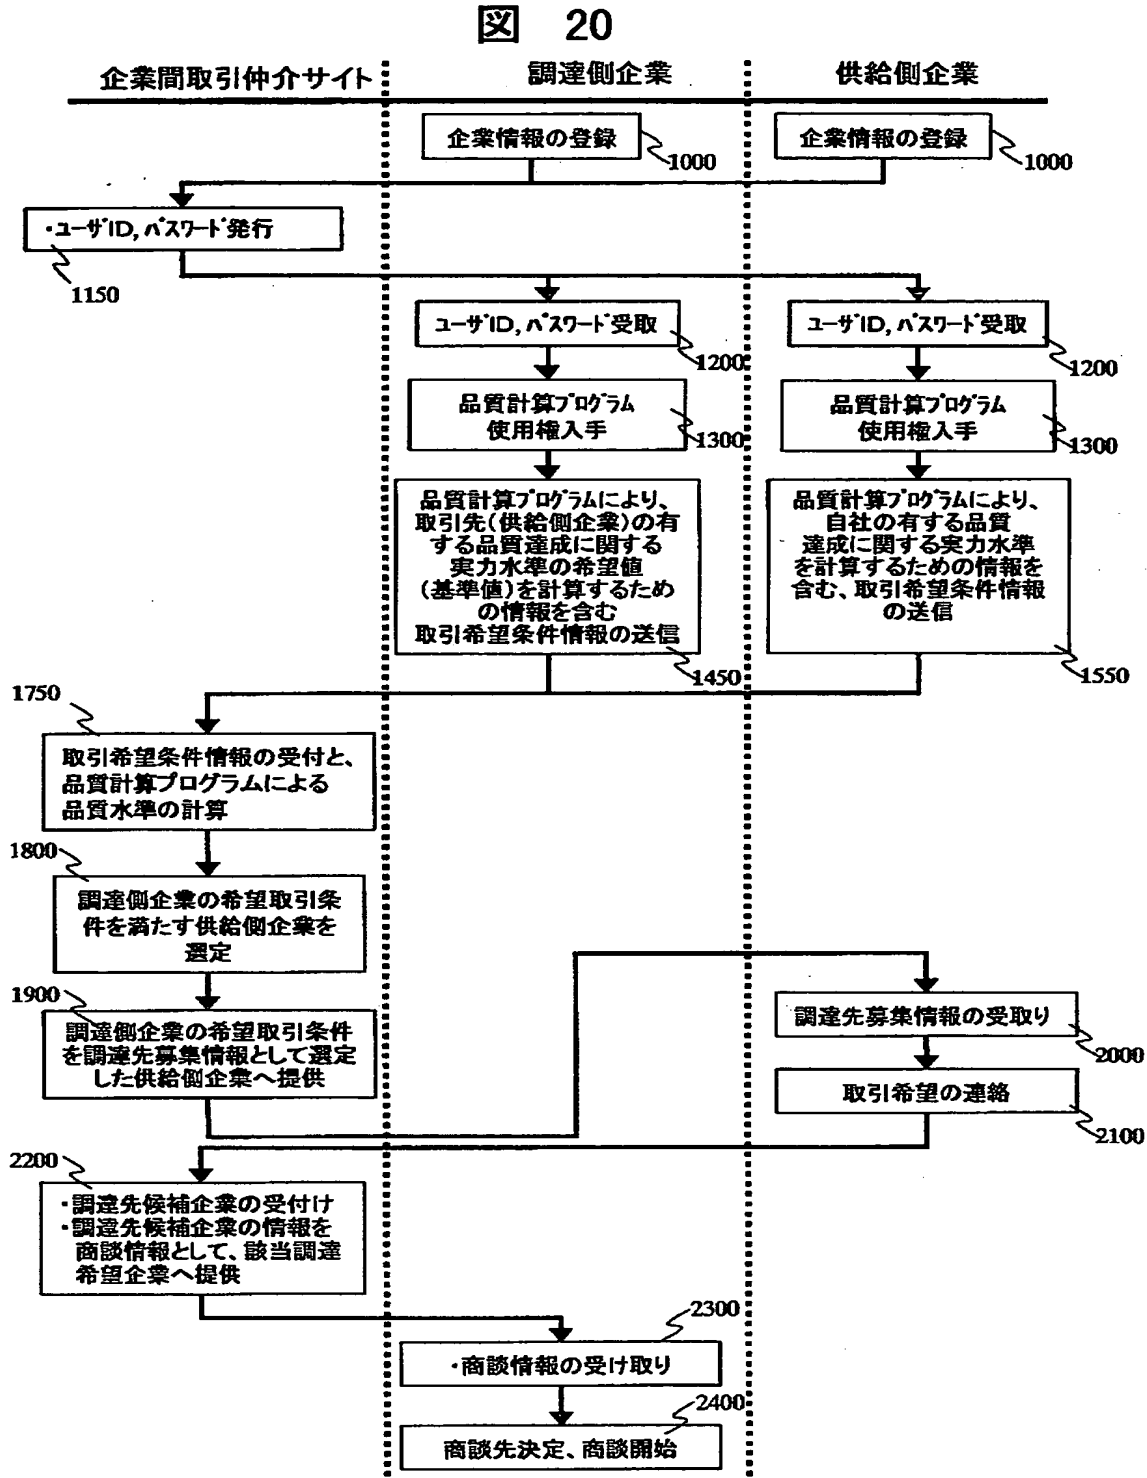 図 20
企業間取引仲介サイト
調達側企業
供給側企業
企業情報の登録
1000
企業情報の登録
1000
・ユーザID,パスワード発行
1150
ユーザID,パスワード受取
1200
ユーザID,パスワード受取
1200
品質計算プログラム
使用権入手
1300
品質計算プログラム
使用権入手
1300
品質計算プログラムにより、
取引先(供給側企業)の有
する品質達成に関する
実力水準の希望値
(基準値)を計算するため
の情報を含む
取引希望条件情報の送信
1450
品質計算プログラムにより、
自社の有する品質
達成に関する実力水準
を計算するための情報を
含む、取引希望条件情報
の送信
1550
1750
取引希望条件情報の受付と、
品質計算プログラムによる
品質水準の計算
1800
調達側企業の希望取引条
件を満たす供給側企業を
選定
1900
調達側企業の希望取引条件
を調達先募集情報として選定
した供給側企業へ提供
調達先募集情報の受取り
2000
取引希望の連絡
2100
2200
・調達先候補企業の受付け
・調達先候補企業の情報を
商談情報として、該当調達
希望企業へ提供
2300
・商談情報の受け取り
2400
商談先決定、商談開始